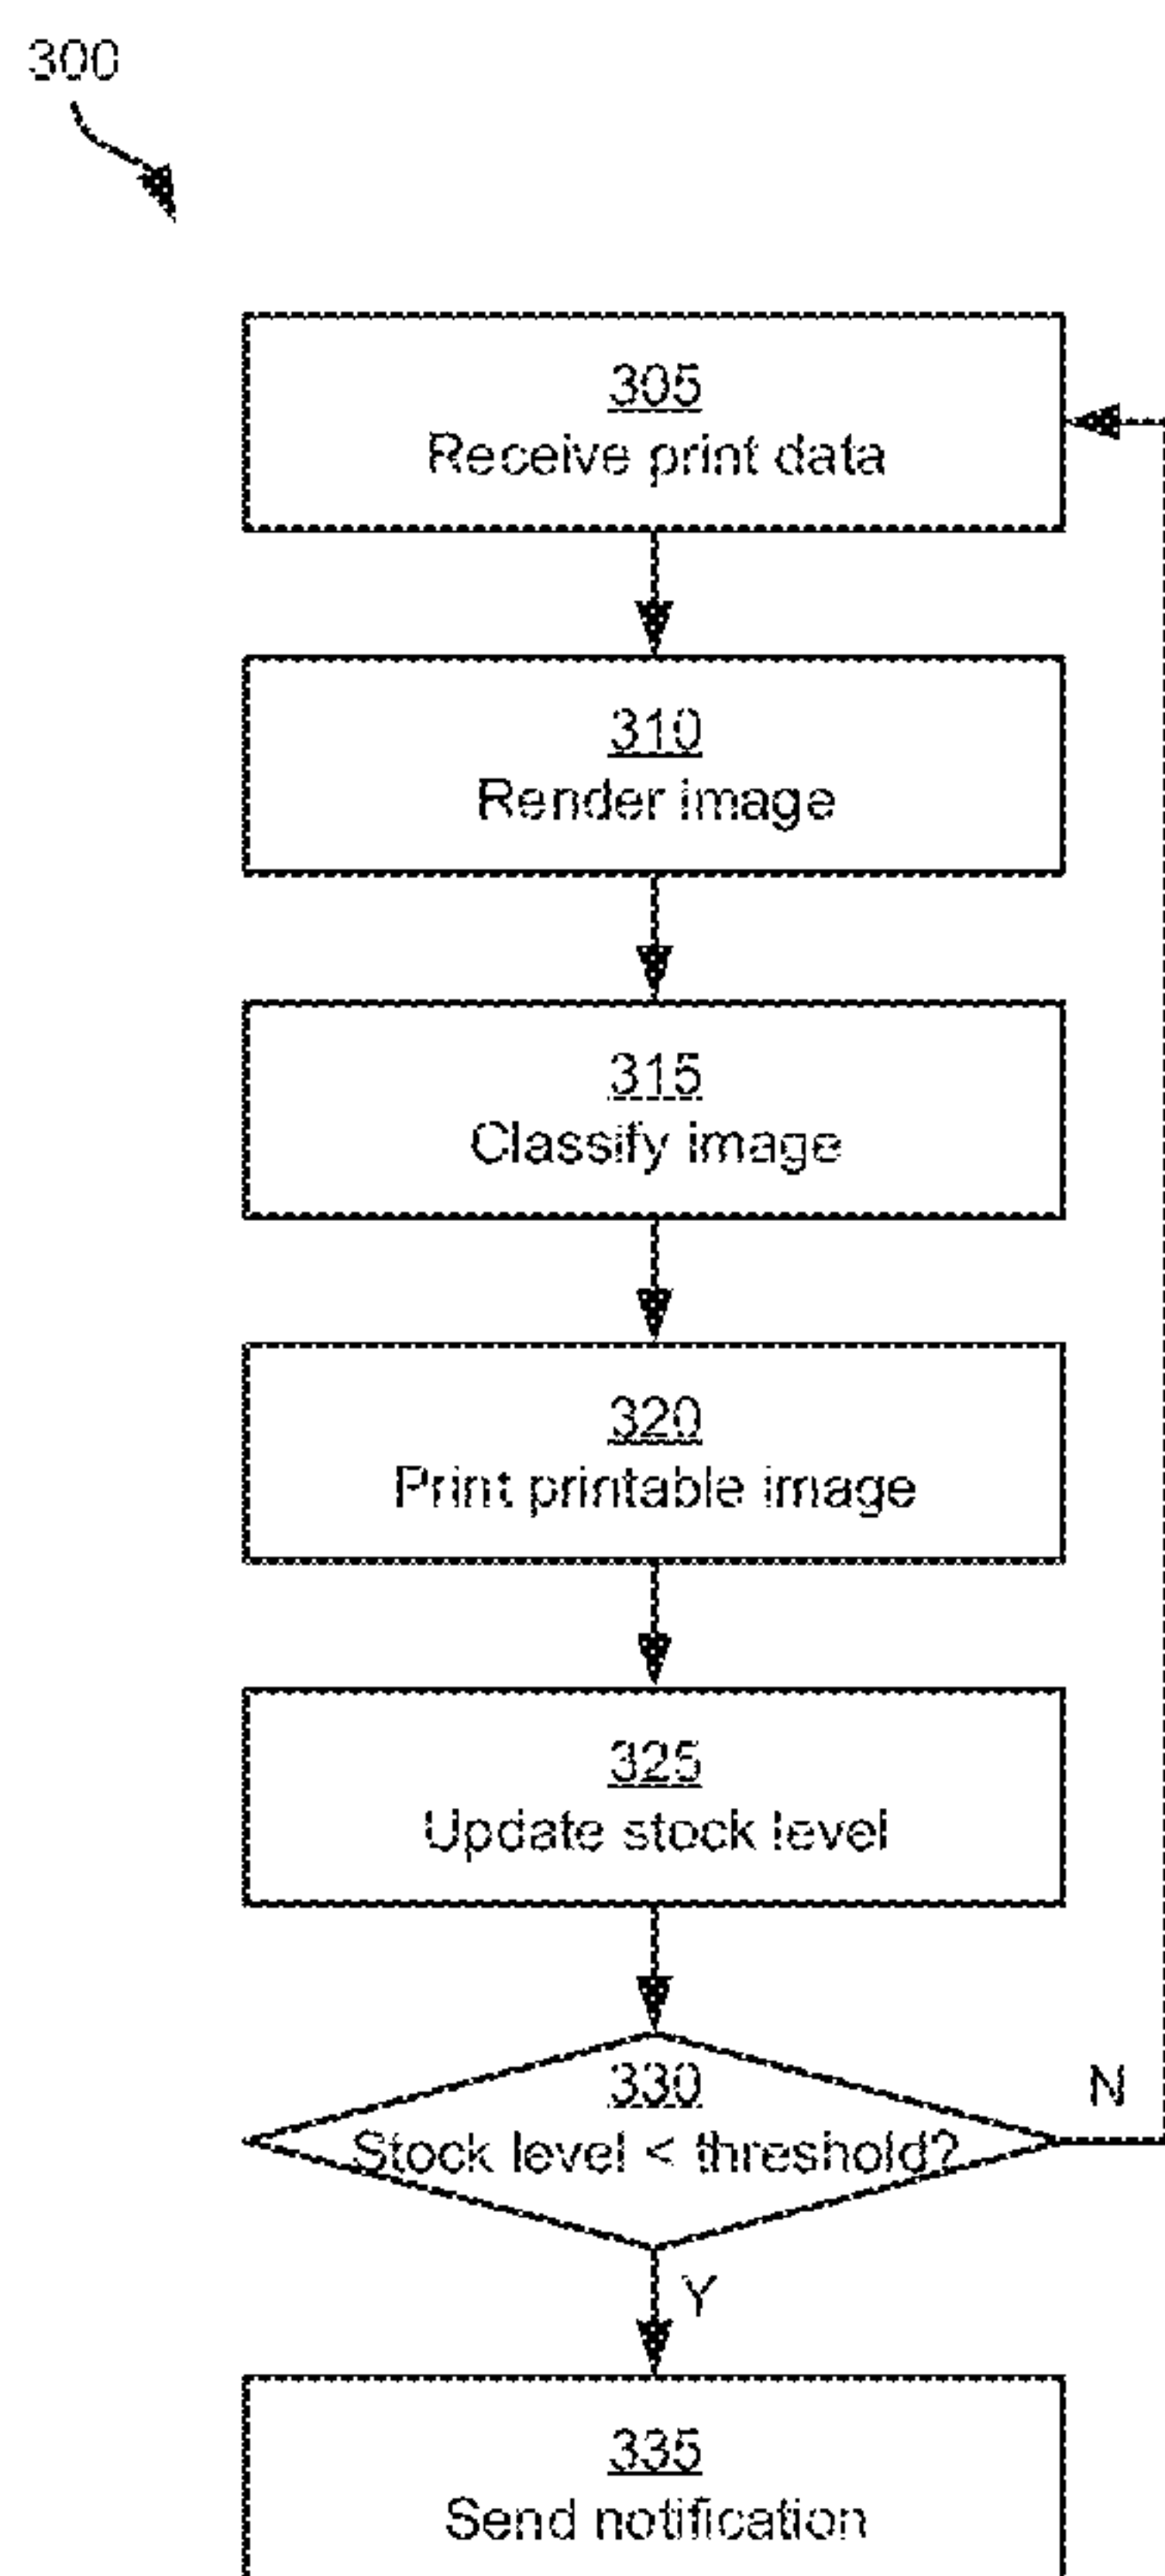 300
305
Receive print data
310
Render image
315
Classify image
320
Print printable image
325
Update stock level
330
Stock level < threshold?
N
Y
335
Send notification